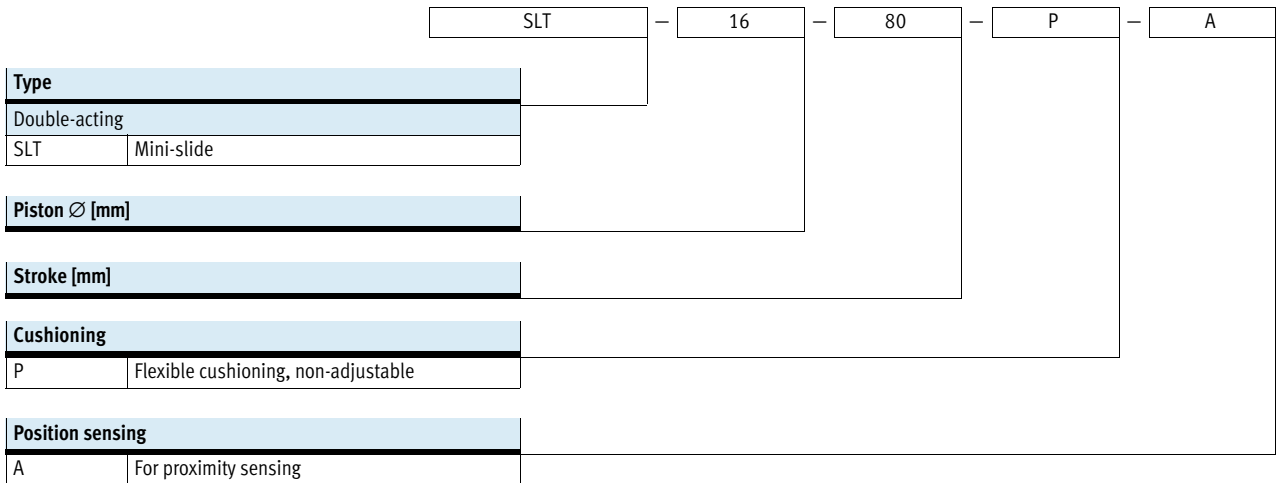 SLT – 16 – 80 – P – A
Type
Double-acting
SLT Mini-slide
Piston ∅ [mm]
Stroke [mm]
Cushioning
P Flexible cushioning, non-adjustable
Position sensing
A For proximity sensing